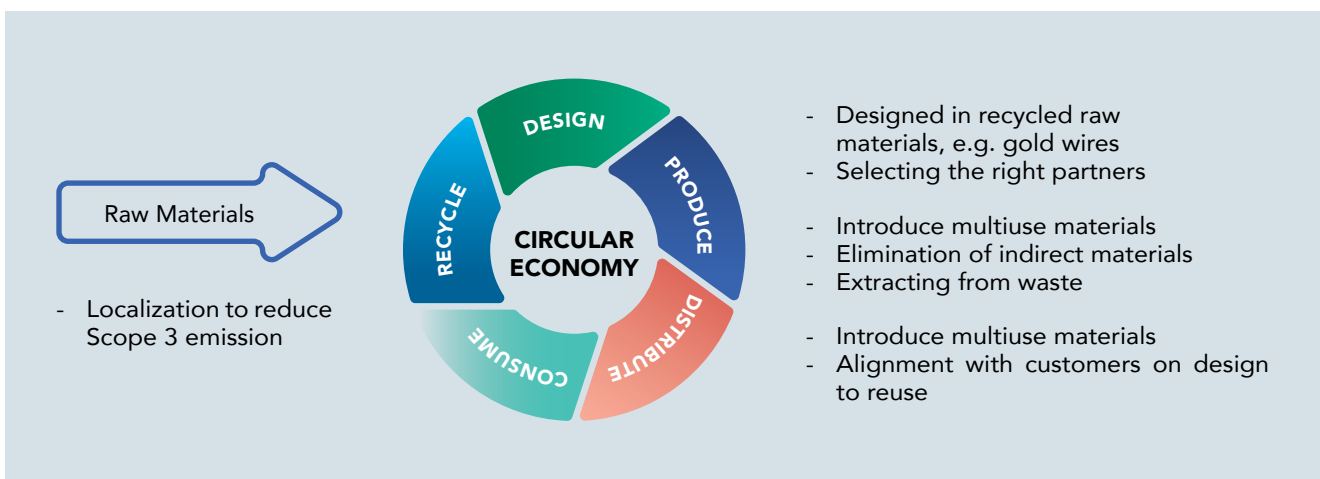 Raw Materials
- Localization to reduce
Scope 3 emission
DESIGN
PRODUCE
DISTRIBUTE
CONSUME
RECYCLE
CIRCULAR
ECONOMY
- Designed in recycled raw
materials, e.g. gold wires
- Selecting the right partners
- Introduce multiuse materials
- Elimination of indirect materials
- Extracting from waste
- Introduce multiuse materials
- Alignment with customers on design
to reuse